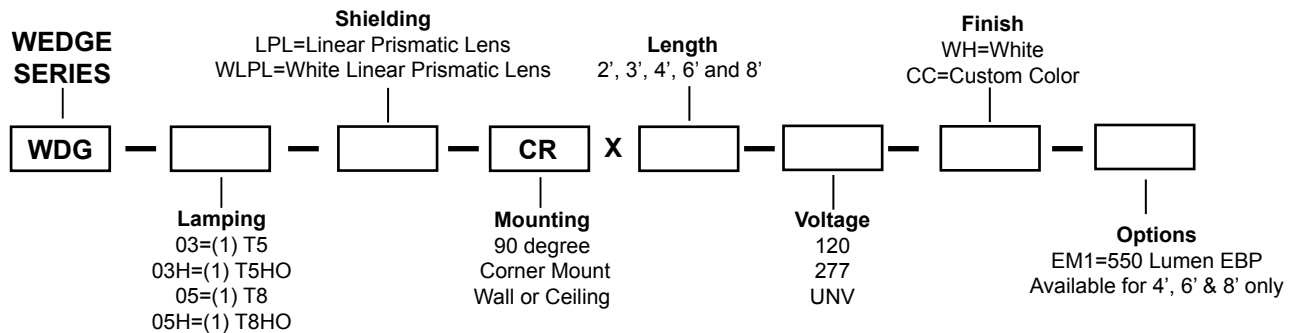 WEDGE
SERIES
Shielding
LPL=Linear Prismatic Lens
WLPL=White Linear Prismatic Lens
Length
2’, 3’, 4’, 6’ and 8’
Finish
WH=White
CC=Custom Color
WDG — — — CR X — — —
Lamping
03=(1) T5
03H=(1) T5HO
05=(1) T8
05H=(1) T8HO
Mounting
90 degree
Corner Mount
Wall or Ceiling
Voltage
120
277
UNV
Options
EM1=550 Lumen EBP
Available for 4’, 6’ & 8’ only